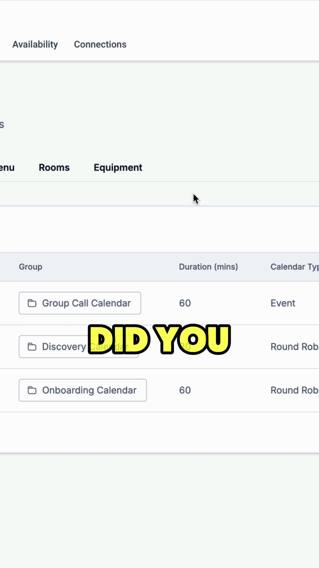 Availability Connections
s
enu Rooms Equipment
Group Duration (mins) Calendar Typ
Group Call Calendar 60 Event
Discovery Round Rob
DID YOU
Onboarding Calendar 60 Round Rob